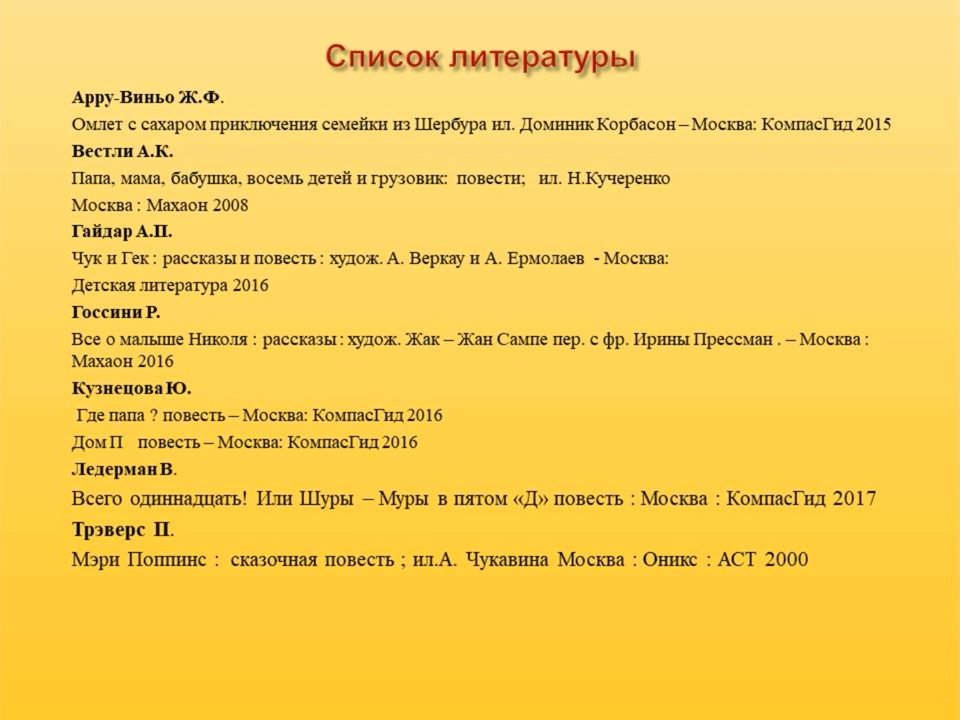 Список литературы
Арру-Виньо Ж.Ф.
Омлет с сахаром приключения семейки из Шербура ил. Доминик Корбасон – Москва: КомпасГид 2015
Вестли А.К.
Папа, мама, бабушка, восемь детей и грузовик: повести; ил. Н.Кучеренко
Москва : Махаон 2008
Гайдар А.П.
Чук и Гек : рассказы и повесть : худож. А. Веркау и А. Ермолаев - Москва:
Детская литература 2016
Госсини Р.
Все о малыше Николя : рассказы : худож. Жак – Жан Сампе пер. с фр. Ирины Прессман . – Москва :
Махаон 2016
Кузнецова Ю.
Где папа ? повесть – Москва: КомпасГид 2016
Дом П повесть – Москва: КомпасГид 2016
Ледерман В.
Всего одиннадцать! Или Шуры – Муры в пятом «Д» повесть : Москва : КомпасГид 2017
Трэверс П.
Мэри Поппинс : сказочная повесть ; ил.А. Чукавина Москва : Оникс : АСТ 2000